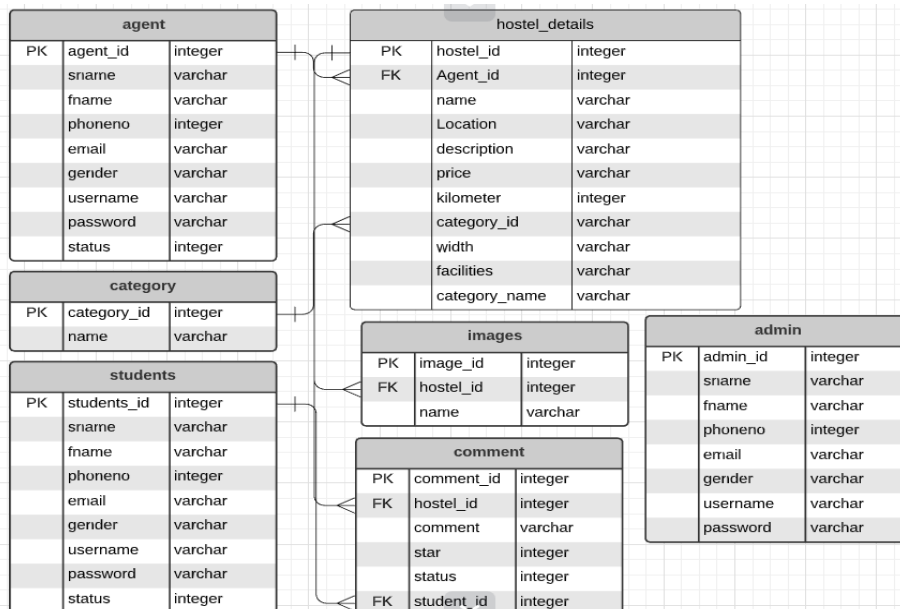 agent
PK agent_id integer
sname varchar
fname varchar
phoneno integer
email varchar
gender varchar
username varchar
password varchar
status integer
category
PK category_id integer
name varchar
students
PK students_id integer
sname varchar
fname varchar
phoneno integer
email varchar
gender varchar
username varchar
password varchar
status integer
hostel_details
PK hostel_id integer
FK Agent_id integer
name varchar
Location varchar
description varchar
price varchar
kilometer integer
category_id varchar
width varchar
facilities varchar
category_name varchar
images
PK image_id integer
FK hostel_id integer
name varchar
comment
PK comment_id integer
FK hostel_id integer
comment varchar
star integer
status integer
FK student_id integer
admin
PK admin_id integer
sname varchar
fname varchar
phoneno integer
email varchar
gender varchar
username varchar
password varchar